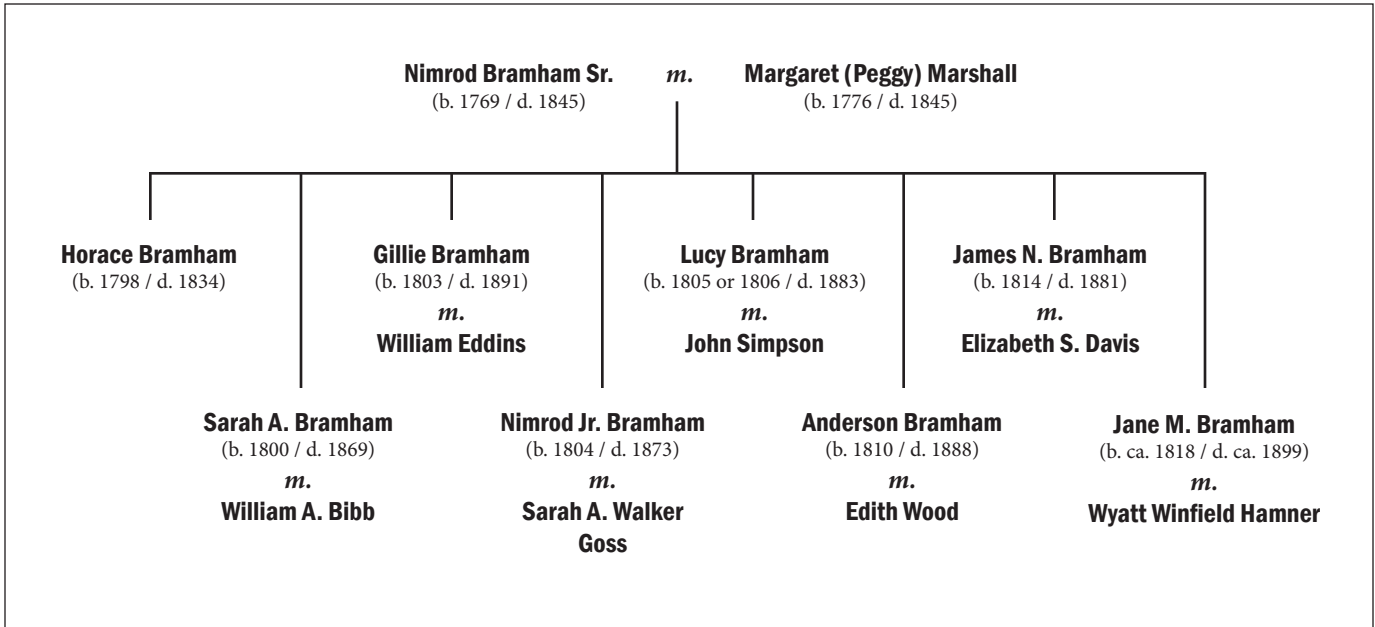 Nimrod Bramham Sr. m. Margaret (Peggy) Marshall
(b. 1769 / d. 1845) (b. 1776 / d. 1845)
Horace Bramham
(b. 1798 / d. 1834)
Gillie Bramham
(b. 1803 / d. 1891)
m.
William Eddins
Lucy Bramham
(b. 1805 or 1806 / d. 1883)
m.
John Simpson
James N. Bramham
(b. 1814 / d. 1881)
m.
Elizabeth S. Davis
Sarah A. Bramham
(b. 1800 / d. 1869)
m.
William A. Bibb
Nimrod Jr. Bramham
(b. 1804 / d. 1873)
m.
Sarah A. Walker
Goss
Anderson Bramham
(b. 1810 / d. 1888)
m.
Edith Wood
Jane M. Bramham
(b. ca. 1818 / d. ca. 1899)
m.
Wyatt Winfield Hamner